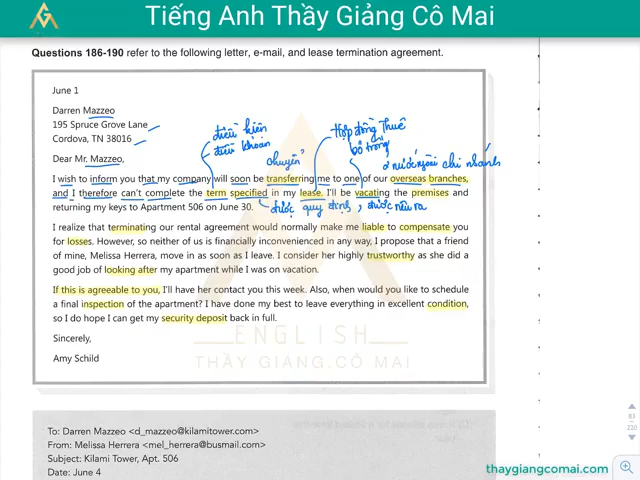 Tiếng Anh Thầy Giảng Cô Mai
Questions 186-190 refer to the following letter, e-mail, and lease termination agreement.
June 1
Darren Mazzeo
195 Spruce Grove Lane
Cordova, TN 38016
điều kiện
điều khoản
Hợp đồng thuê
bỏ trống
chuyển
ở nước ngoài chi nhánh
Dear Mr. Mazzeo,
I wish to inform you that my company will soon be transferring me to one of our overseas branches,
and I therefore can't complete the term specified in my lease. I'll be vacating the premises and
returning my keys to Apartment 506 on June 30.
được quy định, được nêu ra
I realize that terminating our rental agreement would normally make me liable to compensate you
for losses. However, so neither of us is financially inconvenienced in any way, I propose that a friend
of mine, Melissa Herrera, move in as soon as I leave. I consider her highly trustworthy as she did a
good job of looking after my apartment while I was on vacation.
If this is agreeable to you, I'll have her contact you this week. Also, when would you like to schedule
a final inspection of the apartment? I have done my best to leave everything in excellent condition,
so I do hope I can get my security deposit back in full.
Sincerely,
Amy Schild
ENGLISH
THẦY GIẢNG CÔ MAI
To: Darren Mazzeo <d_mazzeo@kilamitower.com>
From: Melissa Herrera <mel_herrera@busmail.com>
Subject: Kilami Tower, Apt. 506
Date: June 4
83
220
thaygiangcomai.com